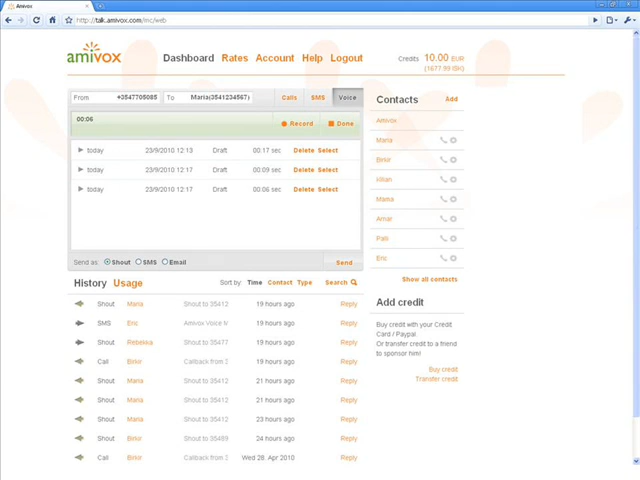 Amivox
http://talk.amivox.com/inc/web
amivox
Dashboard Rates Account Help Logout
Credits 10.00 EUR
(1677.99 ISK)
From +3547705085 To Maria(3541234567) Calls SMS Voice
00:06 Record Done
today 23/9/2010 12:13 Draft 00:17 sec Delete Select
today 23/9/2010 12:17 Draft 00:09 sec Delete Select
today 23/9/2010 12:17 Draft 00:06 sec Delete Select
Send as: Shout SMS Email Send
History Usage Sort by: Time Contact Type Search
Shout Maria Shout to 35412 19 hours ago Reply
SMS Eric Amivox Voice M 19 hours ago Reply
Shout Rebekka Shout to 35477 19 hours ago Reply
Call Birkir Callback from 19 hours ago Reply
Shout Maria Shout to 35412 21 hours ago Reply
Shout Maria Shout to 35412 21 hours ago Reply
Shout Maria Shout to 35412 23 hours ago Reply
Shout Birkir Shout to 35489 24 hours ago Reply
Call Birkir Callback from Wed 28. Apr 2010 Reply
Contacts Add
Amivox
Maria
Birkir
Mama
Arnar
Palli
Eric
Show all contacts
Add credit
Buy credit with your Credit
Card / Paypal.
Or transfer credit to a friend
to sponsor him!
Buy credit
Transfer credit